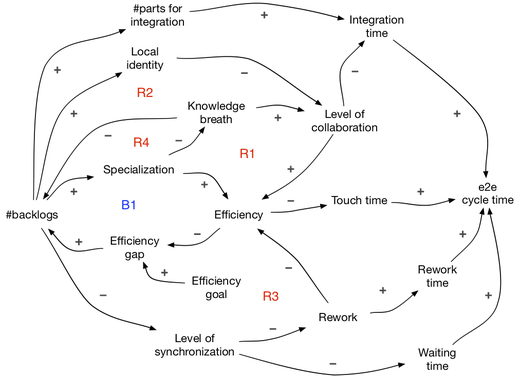 #parts for
integration
+
Integration
time
Local
identity
+
−
−
R2
+
+
Knowledge
breath
+
Level of
collaboration
−
R4
−
R1
Specialization
+
+
+
e2e
cycle time
#backlogs
B1
Efficiency
−
Touch time
+
Efficiency
gap
−
+
+
Efficiency
goal
−
Rework
time
+
R3
+
+
−
Rework
−
Level of
synchronization
−
Waiting
time